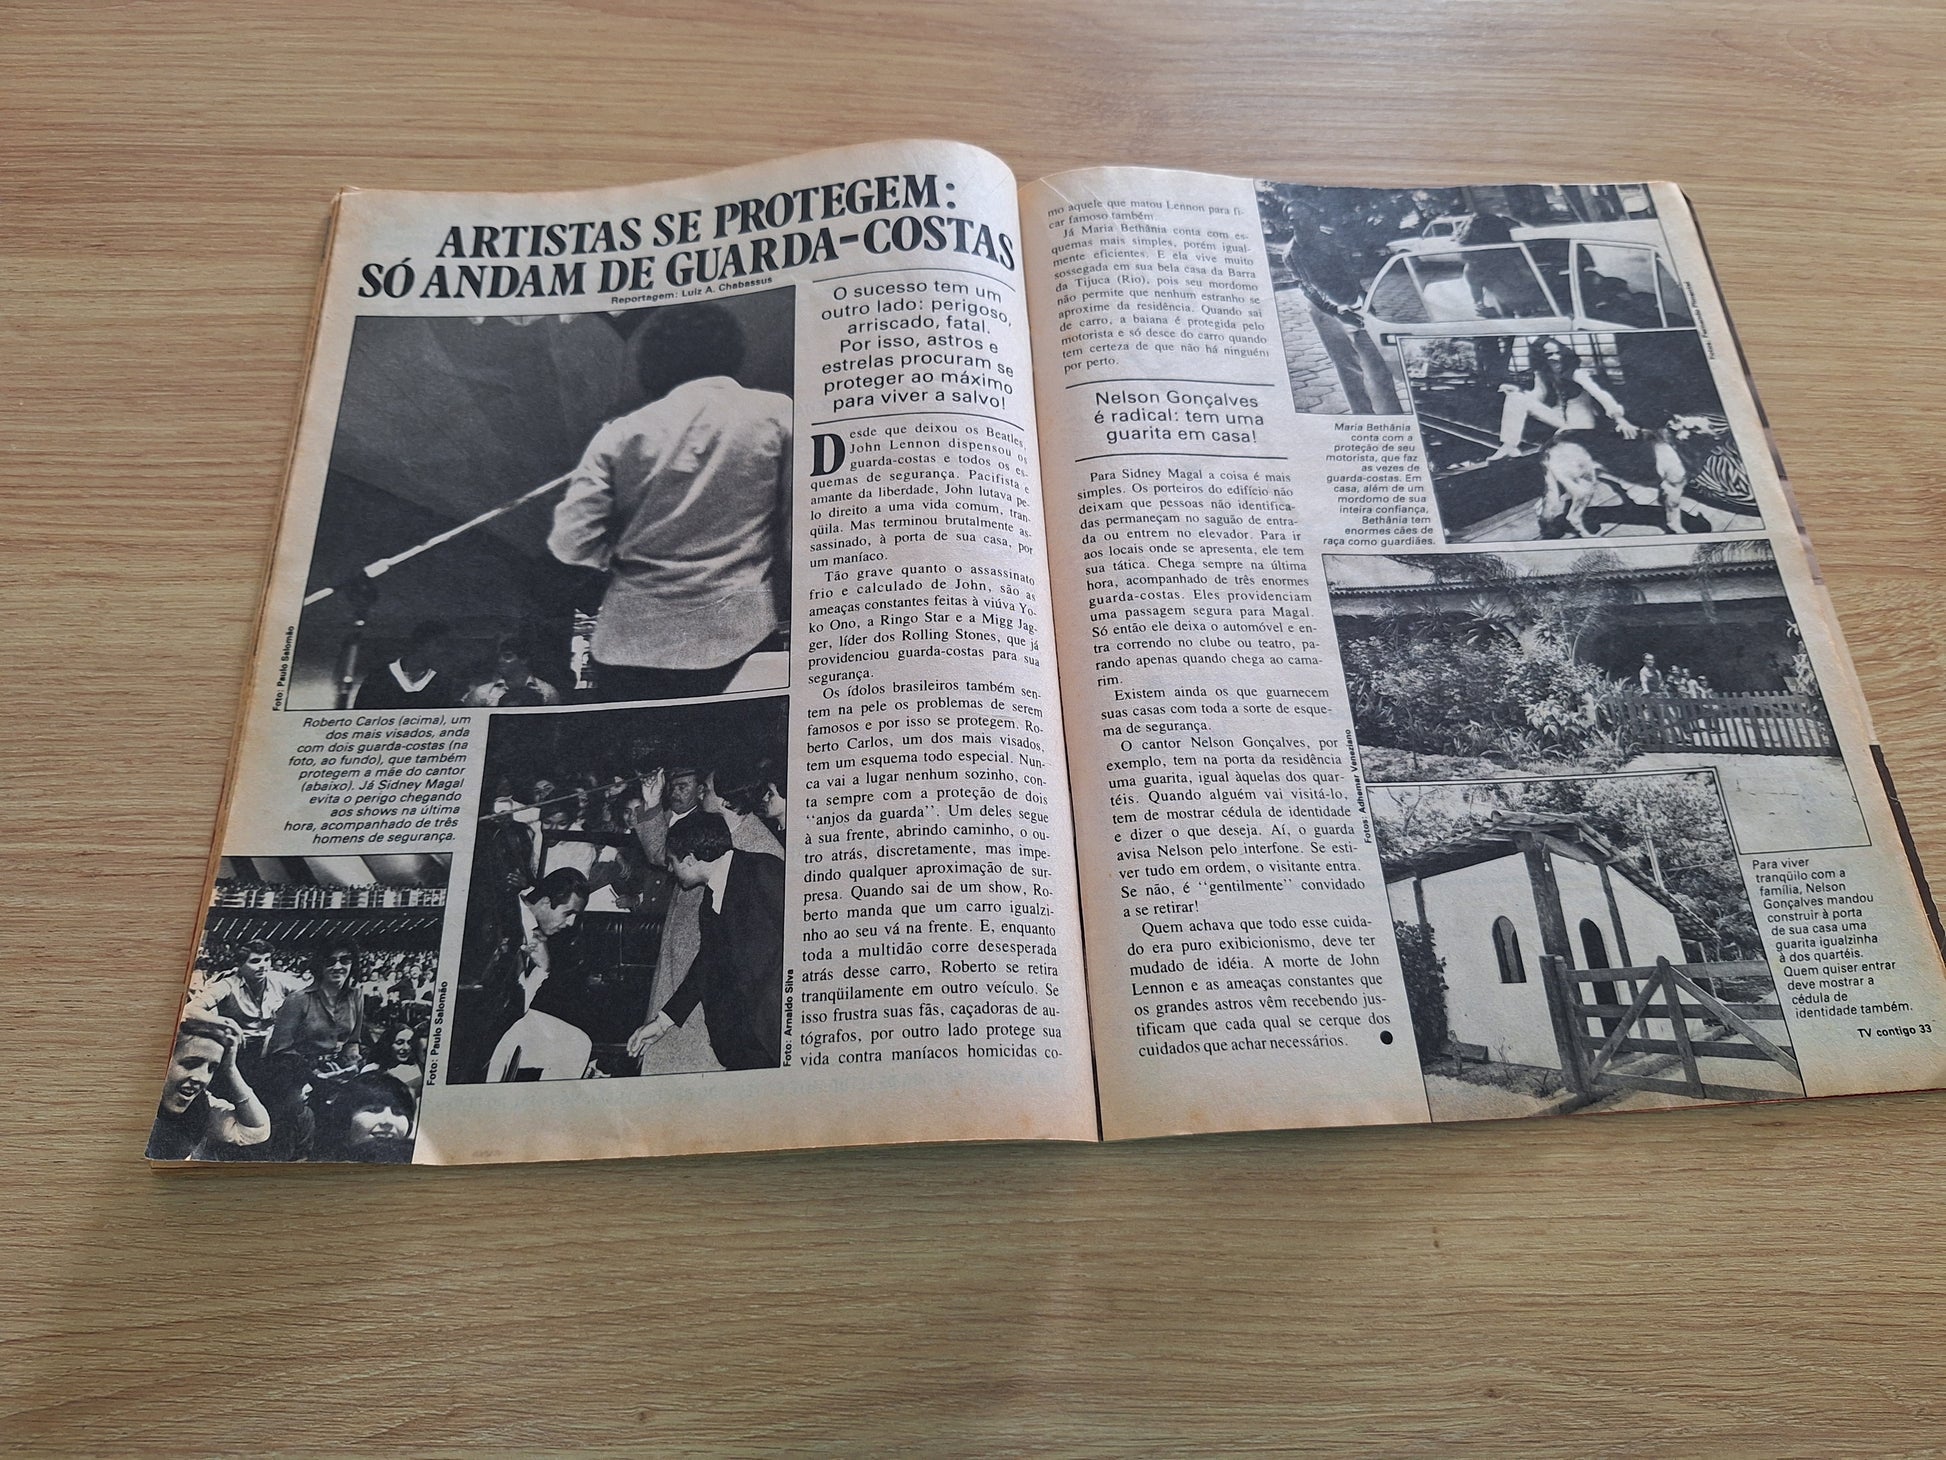 ARTISTAS SE PROTEGEM:
SÓ ANDAM DE GUARDA-COSTAS
Reportagem: Luiz A. Chabassus
O sucesso tem um
outro lado: perigoso,
arriscado, fatal.
Por isso, astros e
estrelas procuram se
proteger ao máximo
para viver a salvo!
Desde que deixou os Beatles,
John Lennon dispensou os
guarda-costas e todos os es-
quemas de segurança. Pacifista e
amante da liberdade, John lutava pe-
lo direito a uma vida comum, tran-
qüila. Mas terminou brutalmente as-
sassinado, à porta de sua casa, por
um maníaco.
Tão grave quanto o assassinato
frio e calculado de John, são as
ameaças constantes feitas à viúva Yo-
ko Ono, a Ringo Star e a Migg Jag-
ger, líder dos Rolling Stones, que já
providenciou guarda-costas para sua
segurança.
Os ídolos brasileiros também sen-
tem na pele os problemas de serem
famosos e por isso se protegem. Ro-
berto Carlos, um dos mais visados,
tem um esquema todo especial. Nun-
ca vai a lugar nenhum sozinho, con-
ta sempre com a proteção de dois
‘‘anjos da guarda’’. Um deles segue
à sua frente, abrindo caminho, o ou-
tro atrás, discretamente, mas impe-
dindo qualquer aproximação de sur-
presa. Quando sai de um show, Ro-
berto manda que um carro igualzi-
nho ao seu vá na frente. E, enquanto
toda a multidão corre desesperada
atrás desse carro, Roberto se retira
tranqüilamente em outro veículo. Se
isso frustra suas fãs, caçadoras de au-
tógrafos, por outro lado protege sua
vida contra maníacos homicidas co-
Foto: Paulo Salomão
Roberto Carlos (acima), um
dos mais visados, anda
com dois guarda-costas (na
foto, ao fundo), que também
protegem a mãe do cantor
(abaixo). Já Sidney Magal
evita o perigo chegando
aos shows na última
hora, acompanhado de três
homens de segurança.
Foto: Paulo Salomão
Foto: Arnaldo Silva
mo aquele que matou Lennon para fi-
car famoso também.
Já Maria Bethânia conta com es-
quemas mais simples, porém igual-
mente eficientes. E ela vive muito
sossegada em sua bela casa da Barra
da Tijuca (Rio), pois seu mordomo
não permite que nenhum estranho se
aproxime da residência. Quando sai
de carro, a baiana é protegida pelo
motorista e só desce do carro quando
tem certeza de que não há ninguém
por perto.
Nelson Gonçalves
é radical: tem uma
guarita em casa!
Para Sidney Magal a coisa é mais
simples. Os porteiros do edifício não
deixam que pessoas não identifica-
das permaneçam no saguão de entra-
da ou entrem no elevador. Para ir
aos locais onde se apresenta, ele tem
sua tática. Chega sempre na última
hora, acompanhado de três enormes
guarda-costas. Eles providenciam
uma passagem segura para Magal.
Só então ele deixa o automóvel e en-
tra correndo no clube ou teatro, pa-
rando apenas quando chega ao cama-
rim.
Existem ainda os que guarnecem
suas casas com toda a sorte de esque-
ma de segurança.
O cantor Nelson Gonçalves, por
exemplo, tem na porta da residência
uma guarita, igual àquelas dos quar-
téis. Quando alguém vai visitá-lo,
tem de mostrar cédula de identidade
e dizer o que deseja. Aí, o guarda
avisa Nelson pelo interfone. Se esti-
ver tudo em ordem, o visitante entra.
Se não, é ‘‘gentilmente’’ convidado
a se retirar!
Quem achava que todo esse cuida-
do era puro exibicionismo, deve ter
mudado de idéia. A morte de John
Lennon e as ameaças constantes que
os grandes astros vêm recebendo jus-
tificam que cada qual se cerque dos
cuidados que achar necessários.
Maria Bethânia
conta com a
proteção de seu
motorista, que faz
as vezes de
guarda-costas. Em
casa, além de um
mordomo de sua
inteira confiança,
Bethânia tem
enormes cães de
raça como guardiães.
Fotos: Adhemar Veneziano
Para viver
tranqüilo com a
família, Nelson
Gonçalves mandou
construir à porta
de sua casa uma
guarita igualzinha
à dos quartéis.
Quem quiser entrar
deve mostrar a
cédula de
identidade também.
TV contigo 33